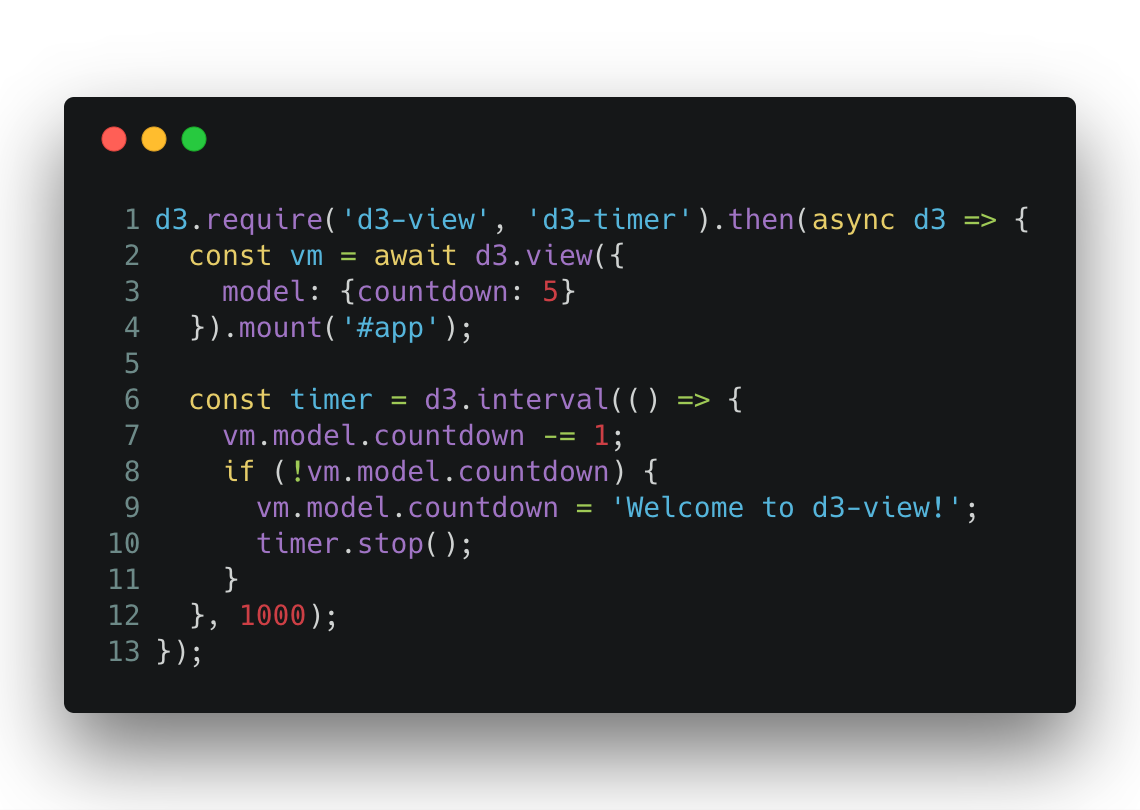 1 d3.require('d3-view', 'd3-timer').then(async d3 => {
2   const vm = await d3.view({
3     model: {countdown: 5}
4   }).mount('#app');
5
6   const timer = d3.interval(() => {
7     vm.model.countdown -= 1;
8     if (!vm.model.countdown) {
9       vm.model.countdown = 'Welcome to d3-view!';
10       timer.stop();
11     }
12   }, 1000);
13 });